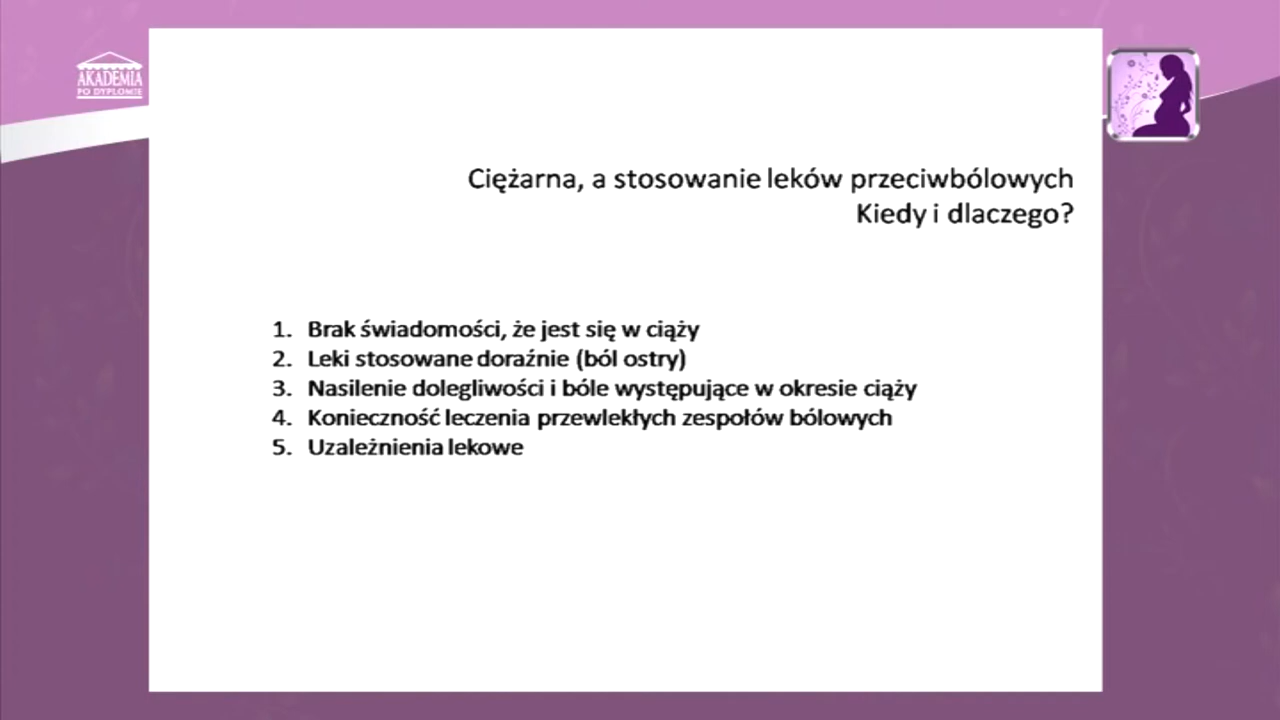 AKADEMIA
PO DYPLOMIE
Ciężarna, a stosowanie leków przeciwbólowych
Kiedy i dlaczego?
1. Brak świadomości, że jest się w ciąży
2. Leki stosowane doraźnie (ból ostry)
3. Nasilenie dolegliwości i bóle występujące w okresie ciąży
4. Konieczność leczenia przewlekłych zespołów bólowych
5. Uzależnienia lekowe